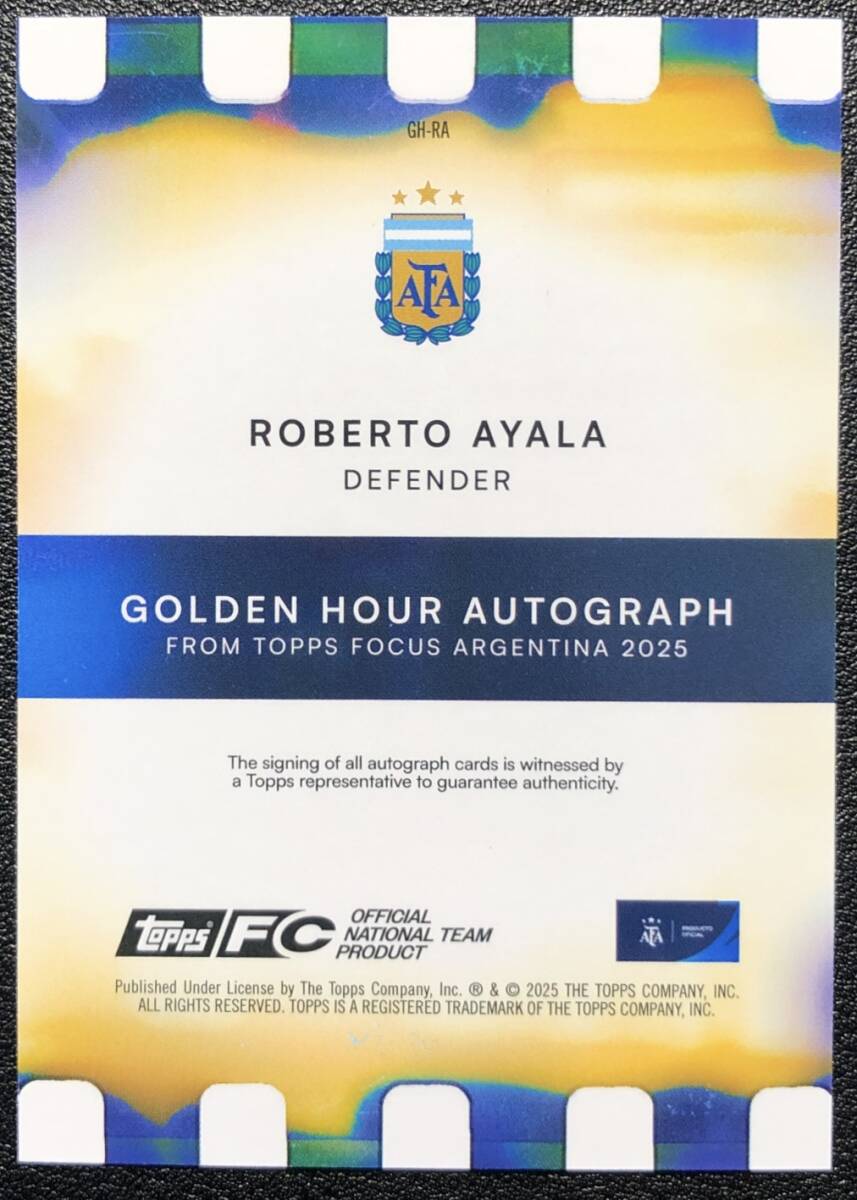 GH-RA
AFA
ROBERTO AYALA
DEFENDER
GOLDEN HOUR AUTOGRAPH
FROM TOPPS FOCUS ARGENTINA 2025
The signing of all autograph cards is witnessed by
a Topps representative to guarantee authenticity.
topps® FC OFFICIAL
NATIONAL TEAM
PRODUCT
AFA PRODUCTO
OFICIAL
Published Under License by The Topps Company, Inc. ® & © 2025 THE TOPPS COMPANY, INC.
ALL RIGHTS RESERVED. TOPPS IS A REGISTERED TRADEMARK OF THE TOPPS COMPANY, INC.